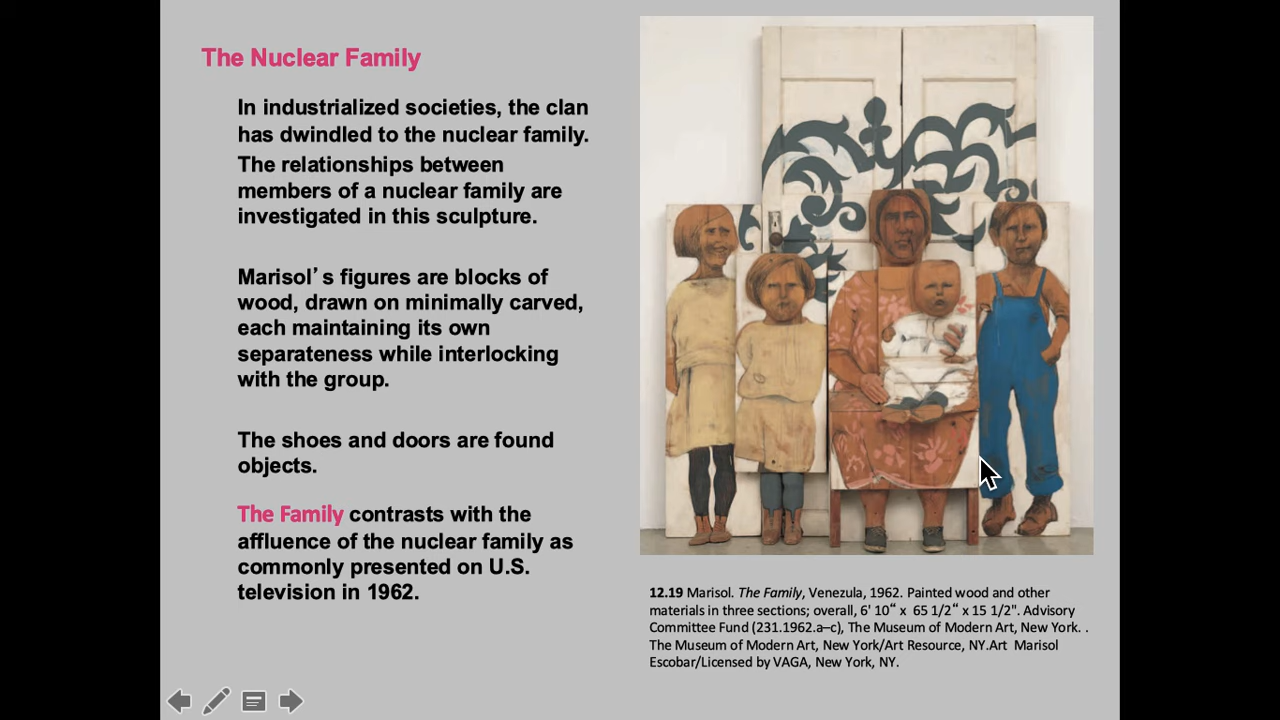 The Nuclear Family
In industrialized societies, the clan
has dwindled to the nuclear family.
The relationships between
members of a nuclear family are
investigated in this sculpture.
Marisol’s figures are blocks of
wood, drawn on minimally carved,
each maintaining its own
separateness while interlocking
with the group.
The shoes and doors are found
objects.
The Family contrasts with the
affluence of the nuclear family as
commonly presented on U.S.
television in 1962.
12.19 Marisol. The Family, Venezula, 1962. Painted wood and other
materials in three sections; overall, 6' 10“ x 65 1/2“ x 15 1/2". Advisory
Committee Fund (231.1962.a–c), The Museum of Modern Art, New York. .
The Museum of Modern Art, New York/Art Resource, NY.Art Marisol
Escobar/Licensed by VAGA, New York, NY.